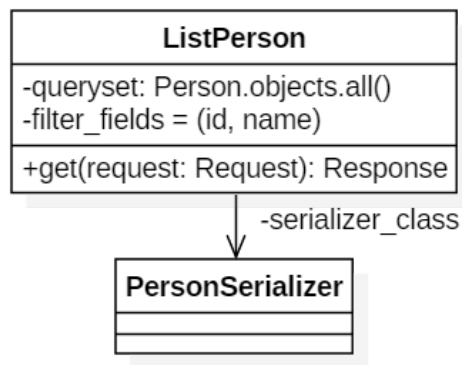 ListPerson
-queryset: Person.objects.all()
-filter_fields = (id, name)
+get(request: Request): Response
-serializer_class
PersonSerializer